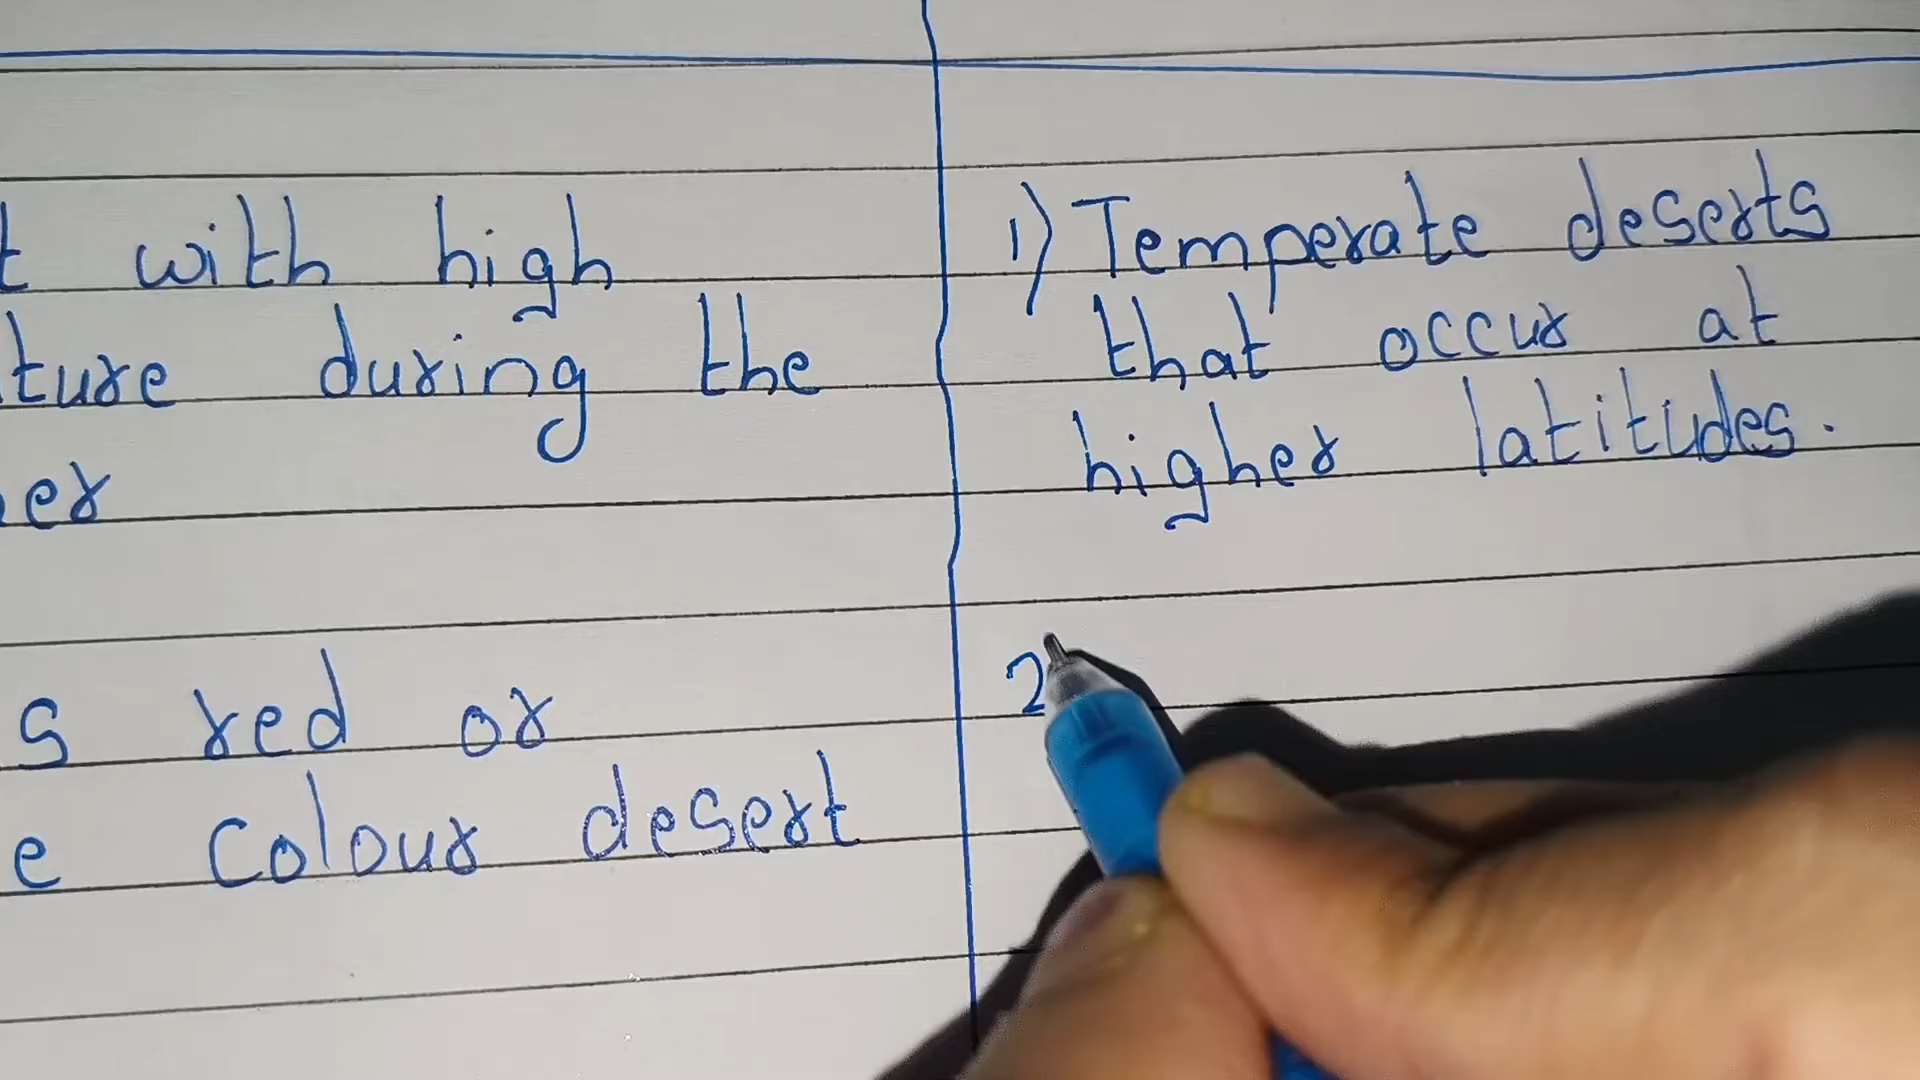 t with high
ture during the
er
s red or
e colour desert
1) Temperate deserts
that occur at
higher latitudes.
2